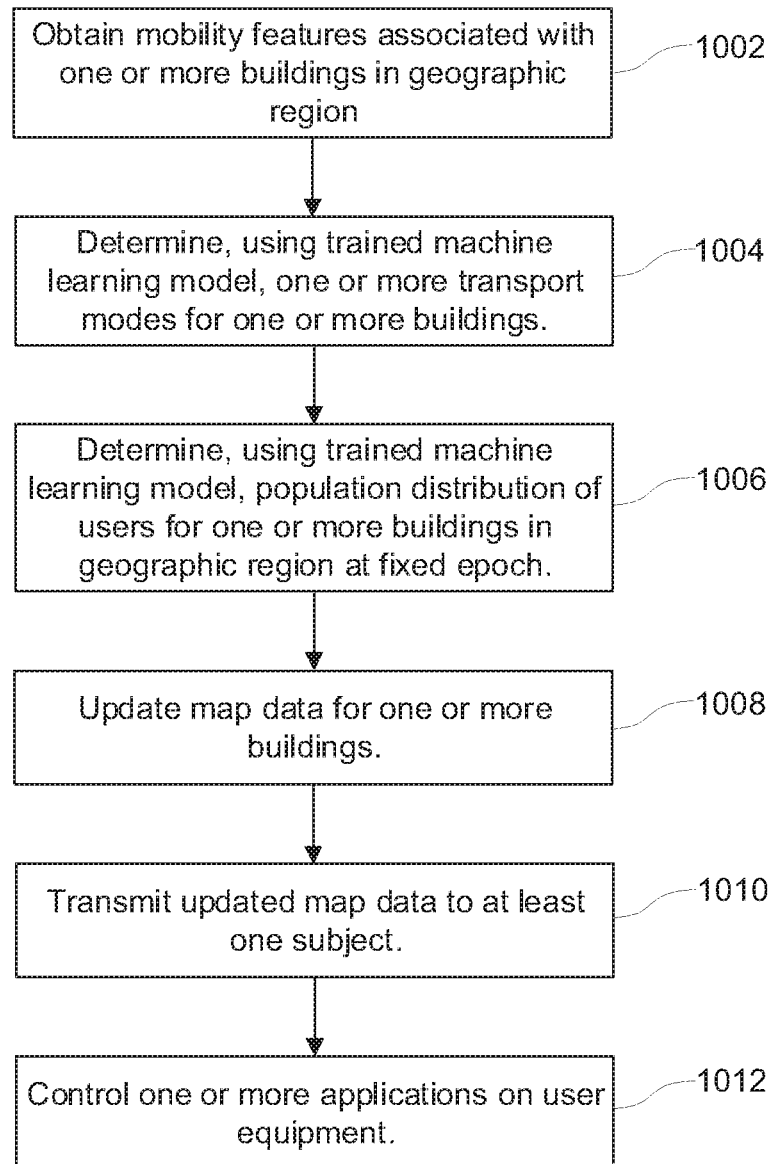 Obtain mobility features associated with
one or more buildings in geographic
region
1002
Determine, using trained machine
learning model, one or more transport
modes for one or more buildings.
1004
Determine, using trained machine
learning model, population distribution of
users for one or more buildings in
geographic region at fixed epoch.
1006
Update map data for one or more
buildings.
1008
Transmit updated map data to at least
one subject.
1010
Control one or more applications on user
equipment.
1012